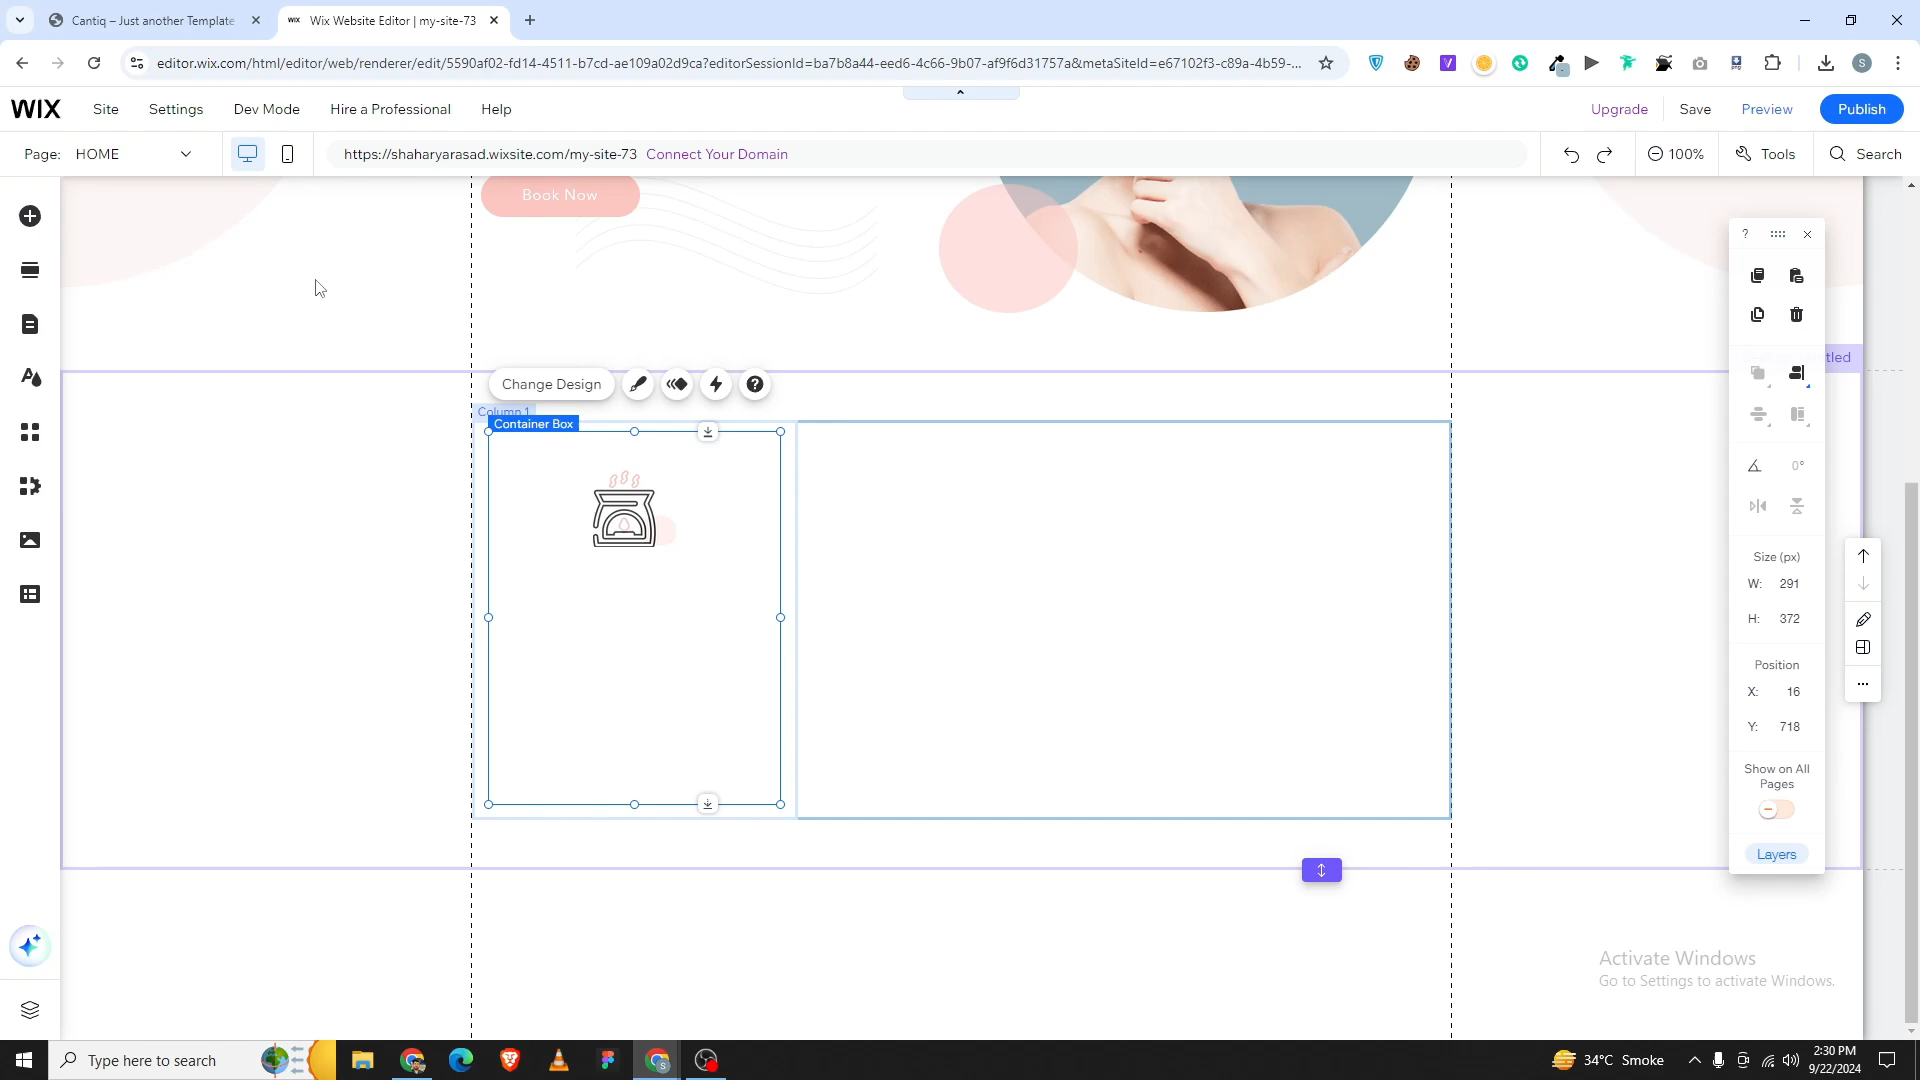 Cantiq – Just another Template
Wix Website Editor | my-site-73
editor.wix.com/html/editor/web/renderer/edit/5590af02-fd14-4511-b7cd-ae109a02d9ca?editorSessionId=ba7b8a44-eed6-4c66-9b07-af9f6d31757a&metaSiteId=e67102f3-c89a-4b59-...
WIX
Site
Settings
Dev Mode
Hire a Professional
Help
Upgrade
Save
Preview
Publish
Page: HOME
https://shaharyarasad.wixsite.com/my-site-73 Connect Your Domain
100%
Tools
Search
Book Now
Change Design
Column 1
Container Box
tled
0°
Size (px)
W: 291
H: 372
Position
X: 16
Y: 718
Show on All
Pages
Layers
Activate Windows
Go to Settings to activate Windows.
Type here to search
34°C Smoke
2:30 PM
9/22/2024